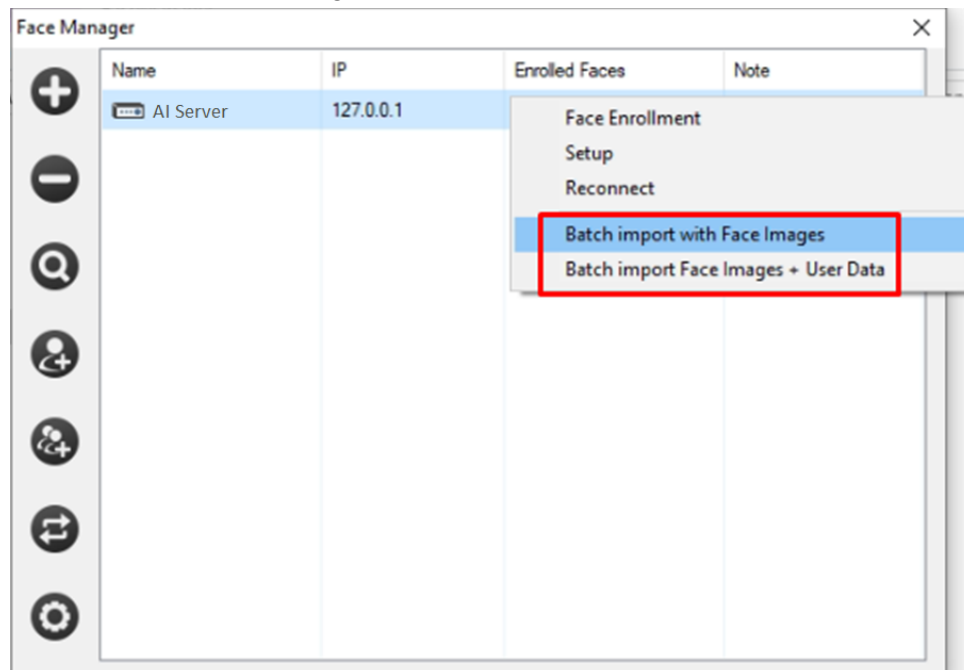 Face Manager
Name IP Enrolled Faces Note
AI Server 127.0.0.1
Face Enrollment
Setup
Reconnect
Batch import with Face Images
Batch import Face Images + User Data